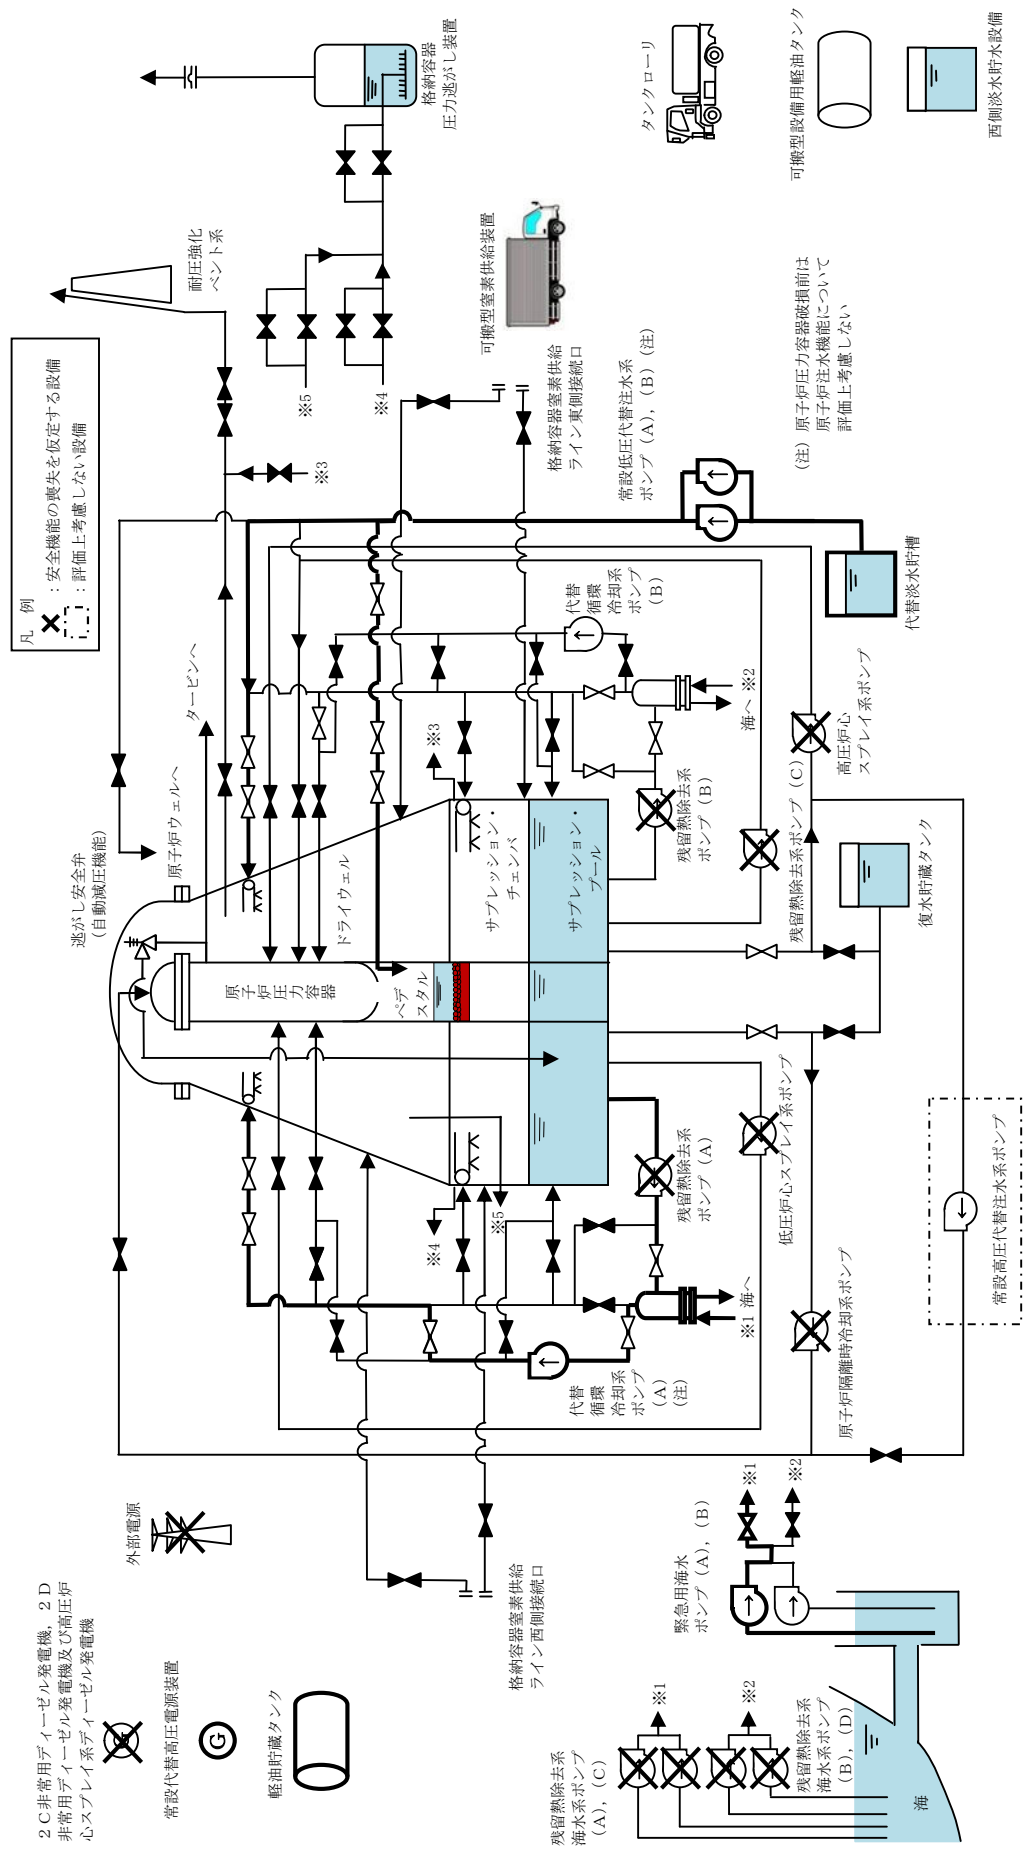 凡　例
：安全機能の喪失を仮定する設備
：評価上考慮しない設備
２Ｃ非常用ディーゼル発電機，２Ｄ
非常用ディーゼル発電機及び高圧炉
心スプレイ系ディーゼル発電機
G
常設代替高圧電源装置
G
軽油貯蔵タンク
外部電源
逃がし安全弁
（自動減圧機能）
原子炉ウェルへ
タービンへ
耐圧強化
ベント系
※3
※5
※4
格納容器
圧力逃がし装置
可搬型窒素供給装置
タンクローリ
可搬型設備用軽油タンク
西側淡水貯水設備
格納容器窒素供給
ライン東側接続口
常設低圧代替注水系
ポンプ（A），（B）（注）
（注）原子炉圧力容器破損前は
原子炉注水機能について
評価上考慮しない
代替淡水貯槽
原子炉圧力容器
ドライウェル
ペデ
スタル
サプレッション・
チェンバ
サプレッション・
プール
※3
※4
※5
代替
循環
冷却系
ポンプ
（B）
海へ ※2
残留熱除去系
ポンプ（B）
残留熱除去系ポンプ（C）
高圧炉心
スプレイ系ポンプ
復水貯蔵タンク
残留熱除去系
ポンプ（A）
※1 海へ
代替
循環
冷却系
ポンプ
（A）
（注）
低圧炉心スプレイ系ポンプ
原子炉隔離時冷却系ポンプ
常設高圧代替注水系ポンプ
格納容器窒素供給
ライン西側接続口
緊急用海水
ポンプ（A），（B）
※1
※2
残留熱除去系
海水系ポンプ
（A），（C）
※1
※2
残留熱除去系
海水系ポンプ
（B），（D）
海